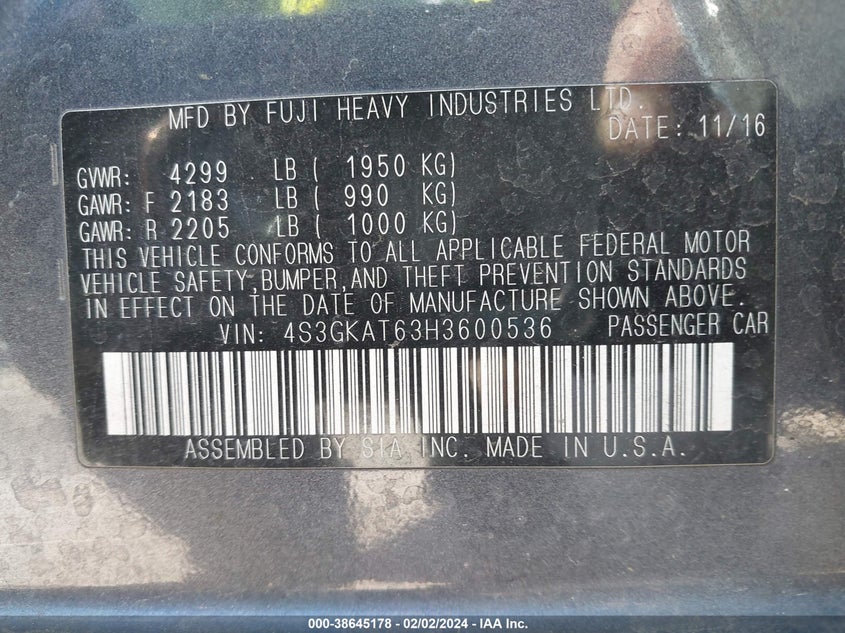 MFD BY FUJI HEAVY INDUSTRIES LTD.
DATE: 11/16
GVWR: 4299 LB ( 1950 KG)
GAWR: F 2183 LB ( 990 KG)
GAWR: R 2205 LB ( 1000 KG)
THIS VEHICLE CONFORMS TO ALL APPLICABLE FEDERAL MOTOR
VEHICLE SAFETY,BUMPER,AND THEFT PREVENTION STANDARDS
IN EFFECT ON THE DATE OF MANUFACTURE SHOWN ABOVE.
VIN: 4S3GKAT63H3600536 PASSENGER CAR
ASSEMBLED BY SIA INC. MADE IN U.S.A.
000-38645178 - 02/02/2024 - IAA Inc.